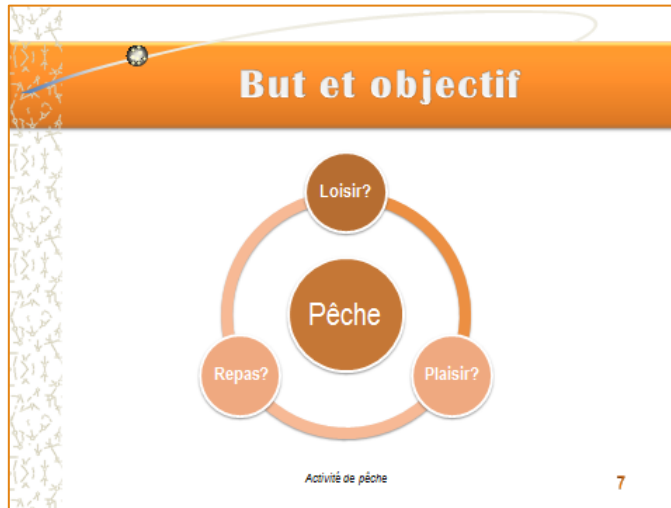 But et objectif
Loisir?
Pêche
Repas?
Plaisir?
Activité de pêche
7